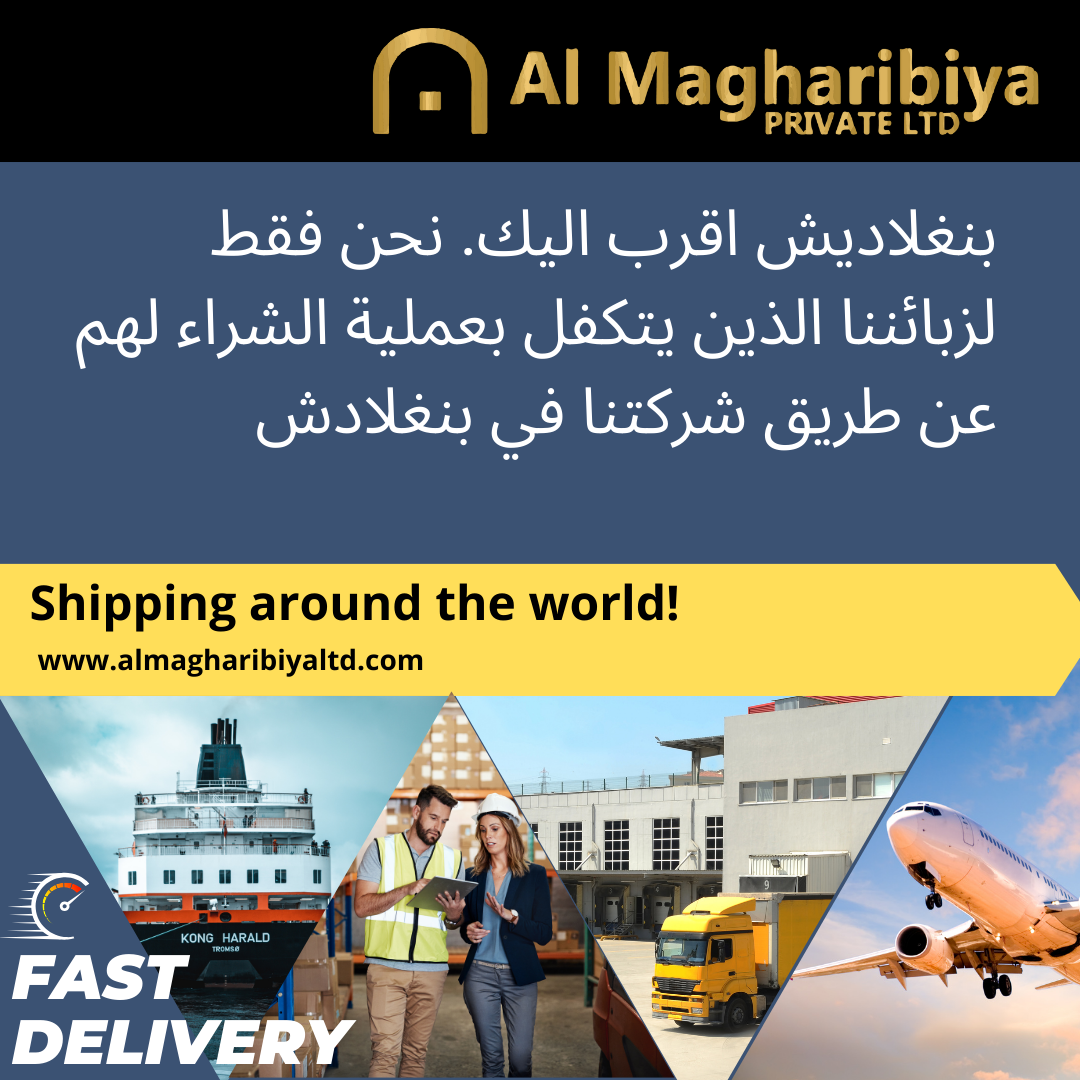 Al Magharibiya
PRIVATE LTD
بنغلاديش اقرب اليك. نحن فقط
لزبائننا الذين يتكفل بعملية الشراء لهم
عن طريق شركتنا في بنغلادش
Shipping around the world!
www.almagharibiyaltd.com
KONG HARALD
TROMSØ
9
FAST
DELIVERY